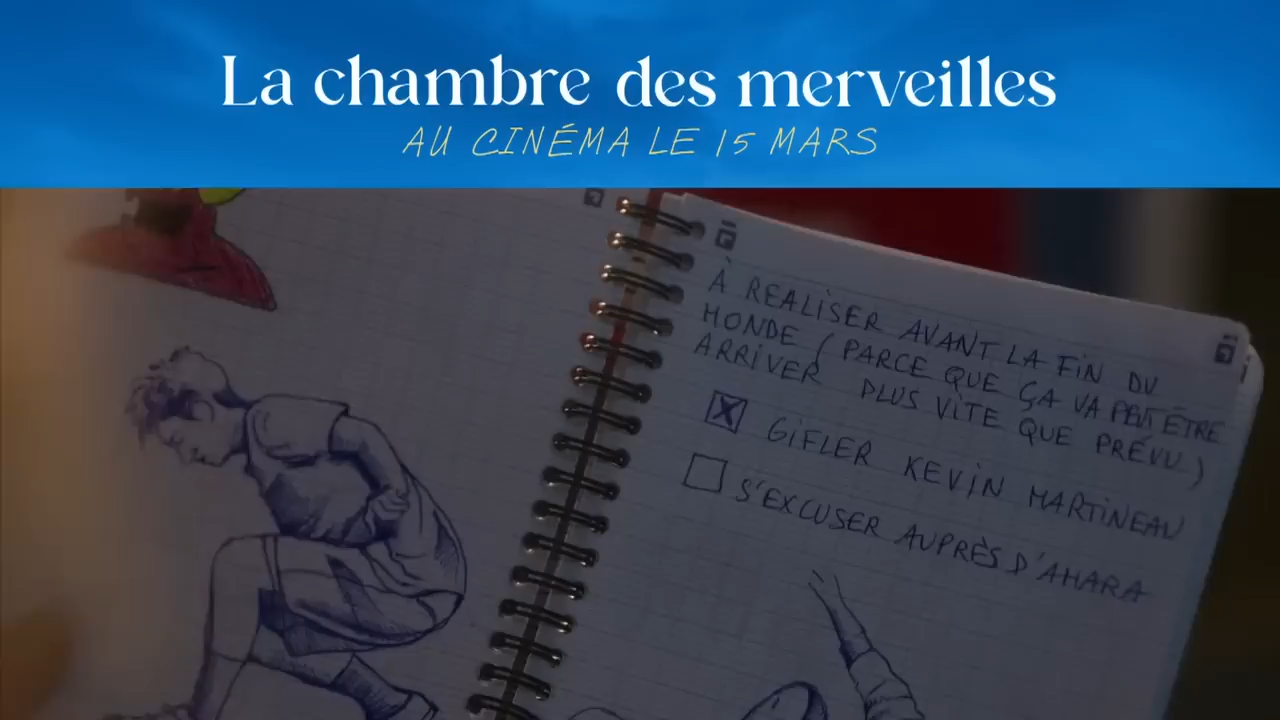 La chambre des merveilles
AU CINÉMA LE 15 MARS
À REALISER AVANT LA FIN DU
MONDE (PARCE QUE ÇA VA PEUT ÊTRE
ARRIVER PLUS VITE QUE PRÉVU)
GIFLER KEVIN MARTINEAU
S'EXCUSER AUPRÈS D'AHARA